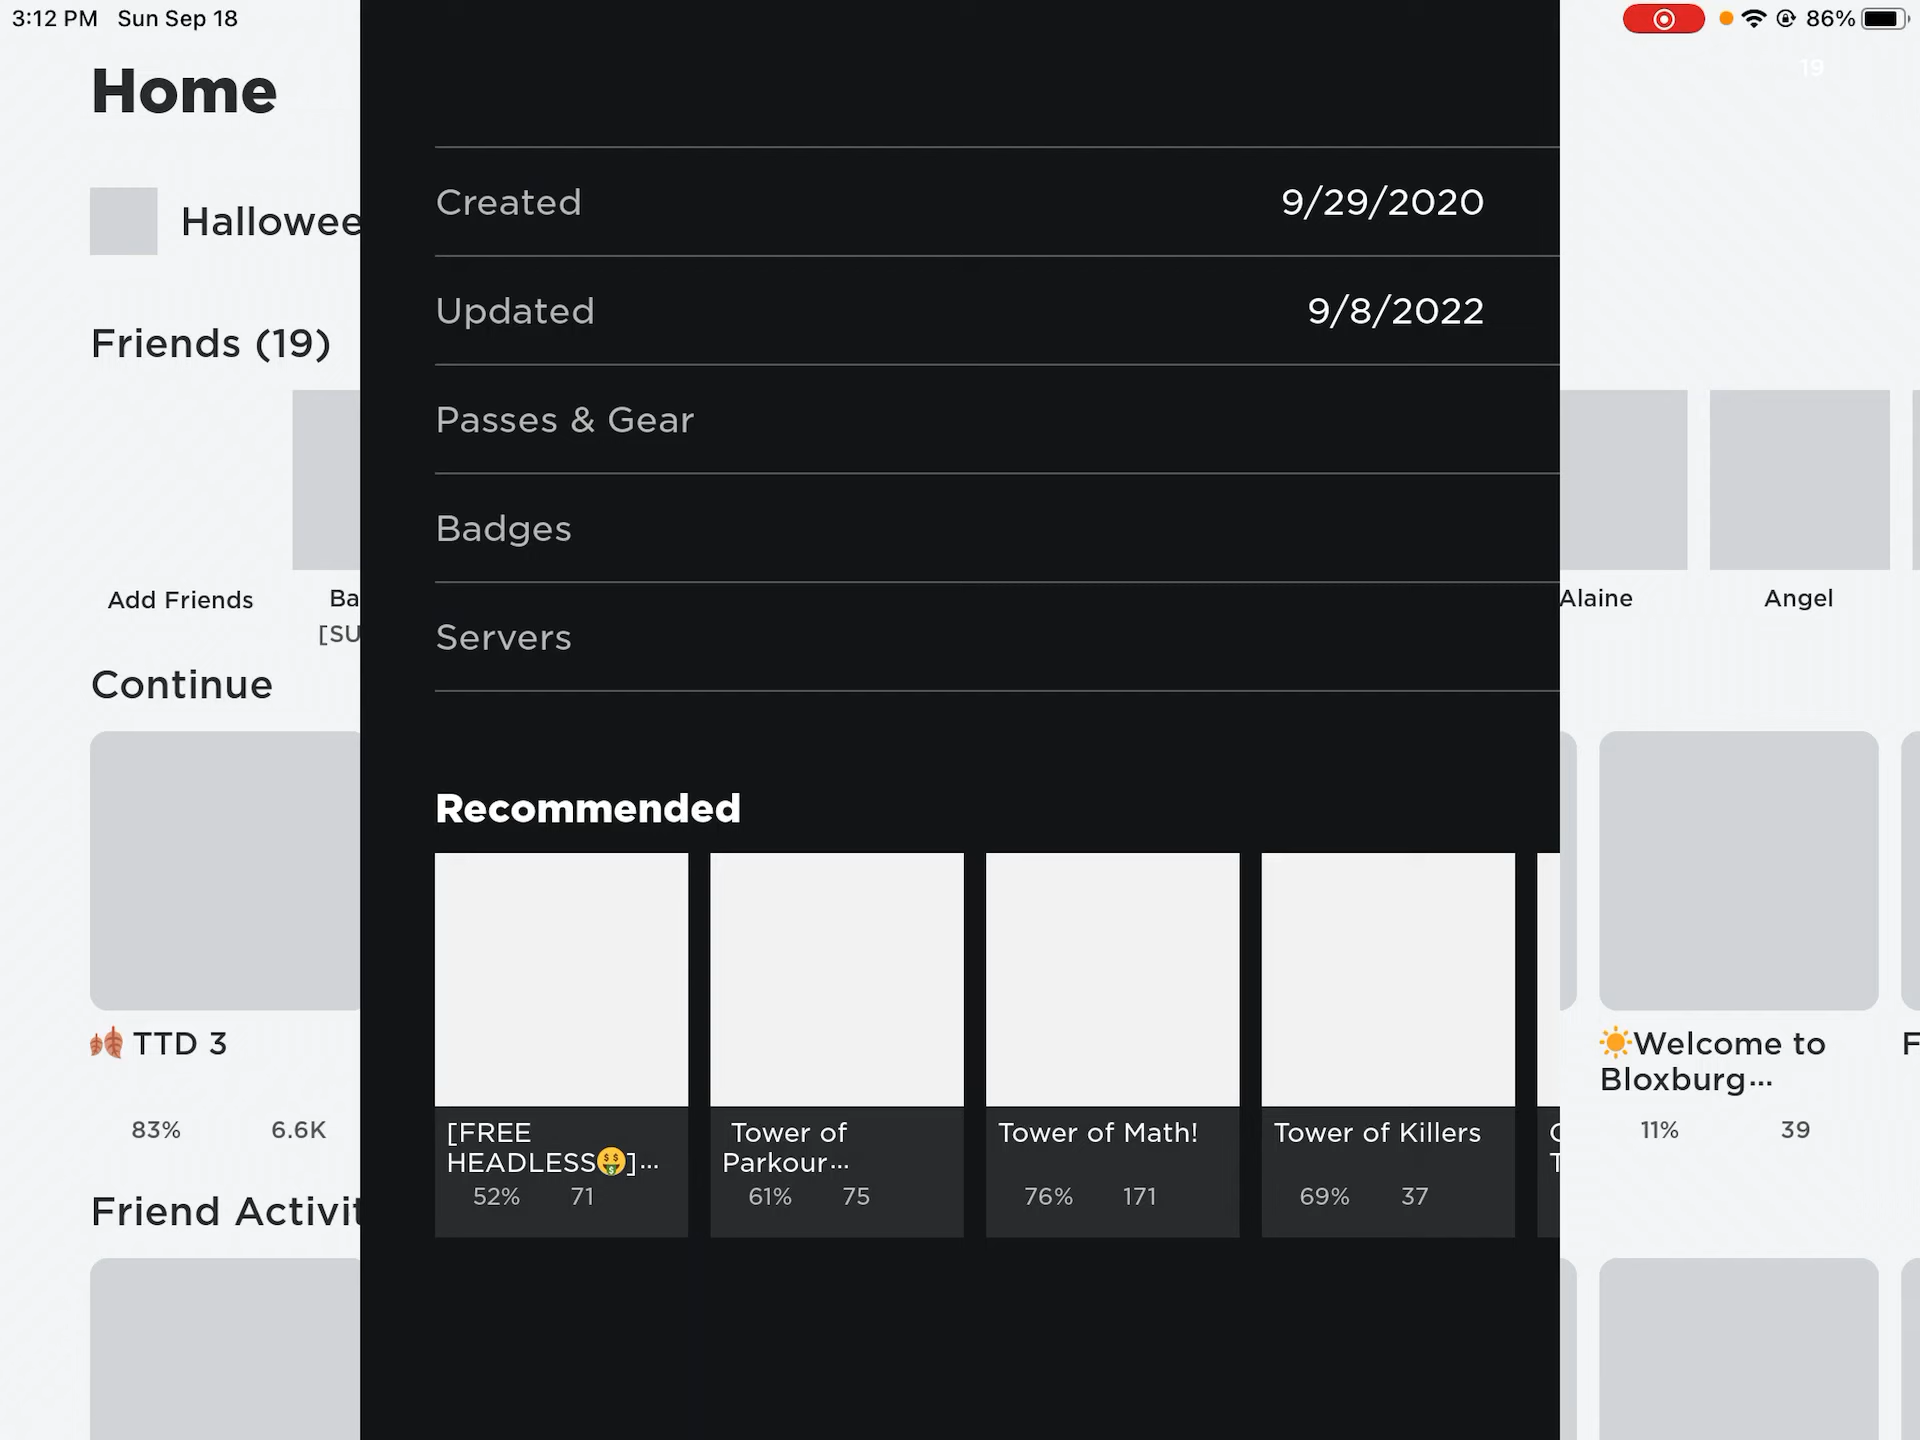 3:12 PM Sun Sep 18
86%
19
Home
Hallowee
Friends (19)
Add Friends
Ba
[SU
Alaine
Angel
Continue
🍂 TTD 3
83% 6.6K
☀️Welcome to
Bloxburg...
11% 39
F
Friend Activit
Created 9/29/2020
Updated 9/8/2022
Passes & Gear
Badges
Servers
Recommended
[FREE
HEADLESS🤑]...
52% 71
Tower of
Parkour...
61% 75
Tower of Math!
76% 171
Tower of Killers
69% 37